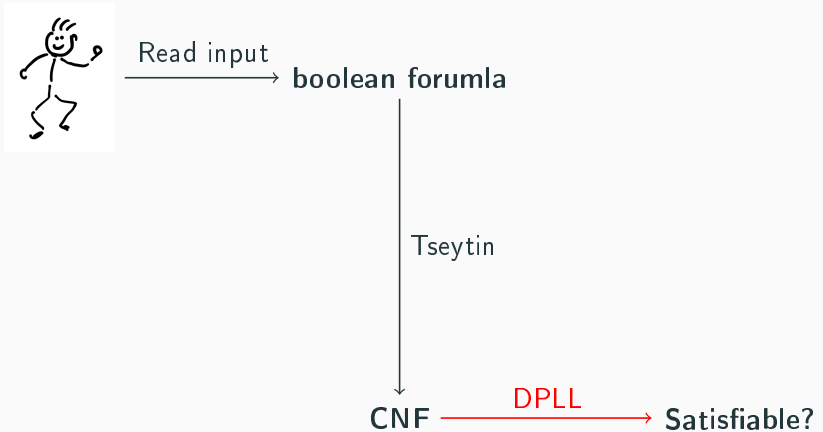 Read input
boolean forumla
Tseytin
DPLL
CNF
Satisfiable?